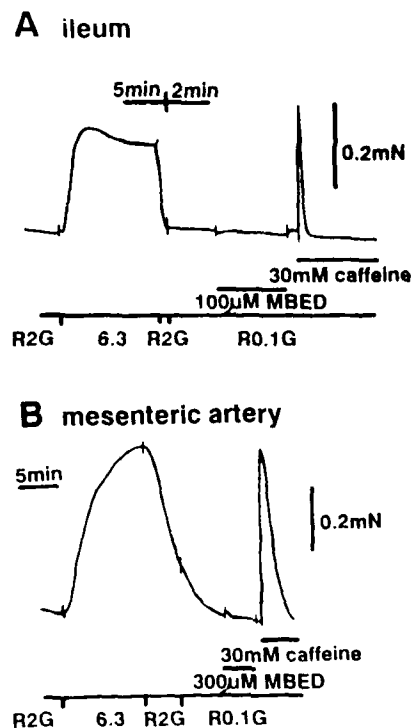 A ileum
5min 2min
0.2mN
30mM caffeine
100µM MBED
R2G 6.3 R2G R0.1G
B mesenteric artery
5min
0.2mN
30mM caffeine
300µM MBED
R2G 6.3 R2G R0.1G